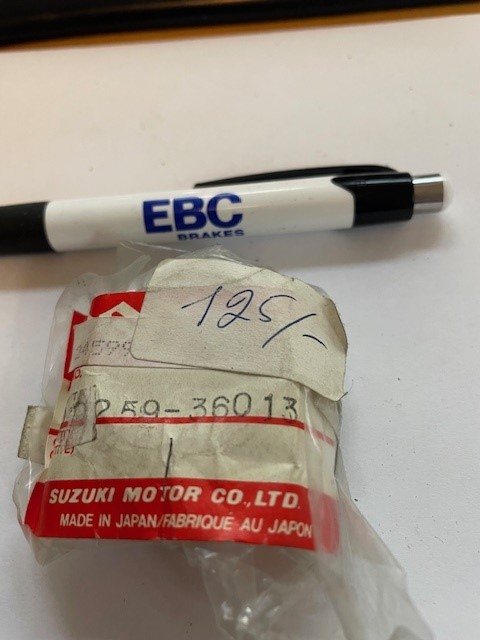 EBC
BRAKES
125/-
259-36013
SUZUKI MOTOR CO., LTD.
MADE IN JAPAN/FABRIQUE AU JAPON